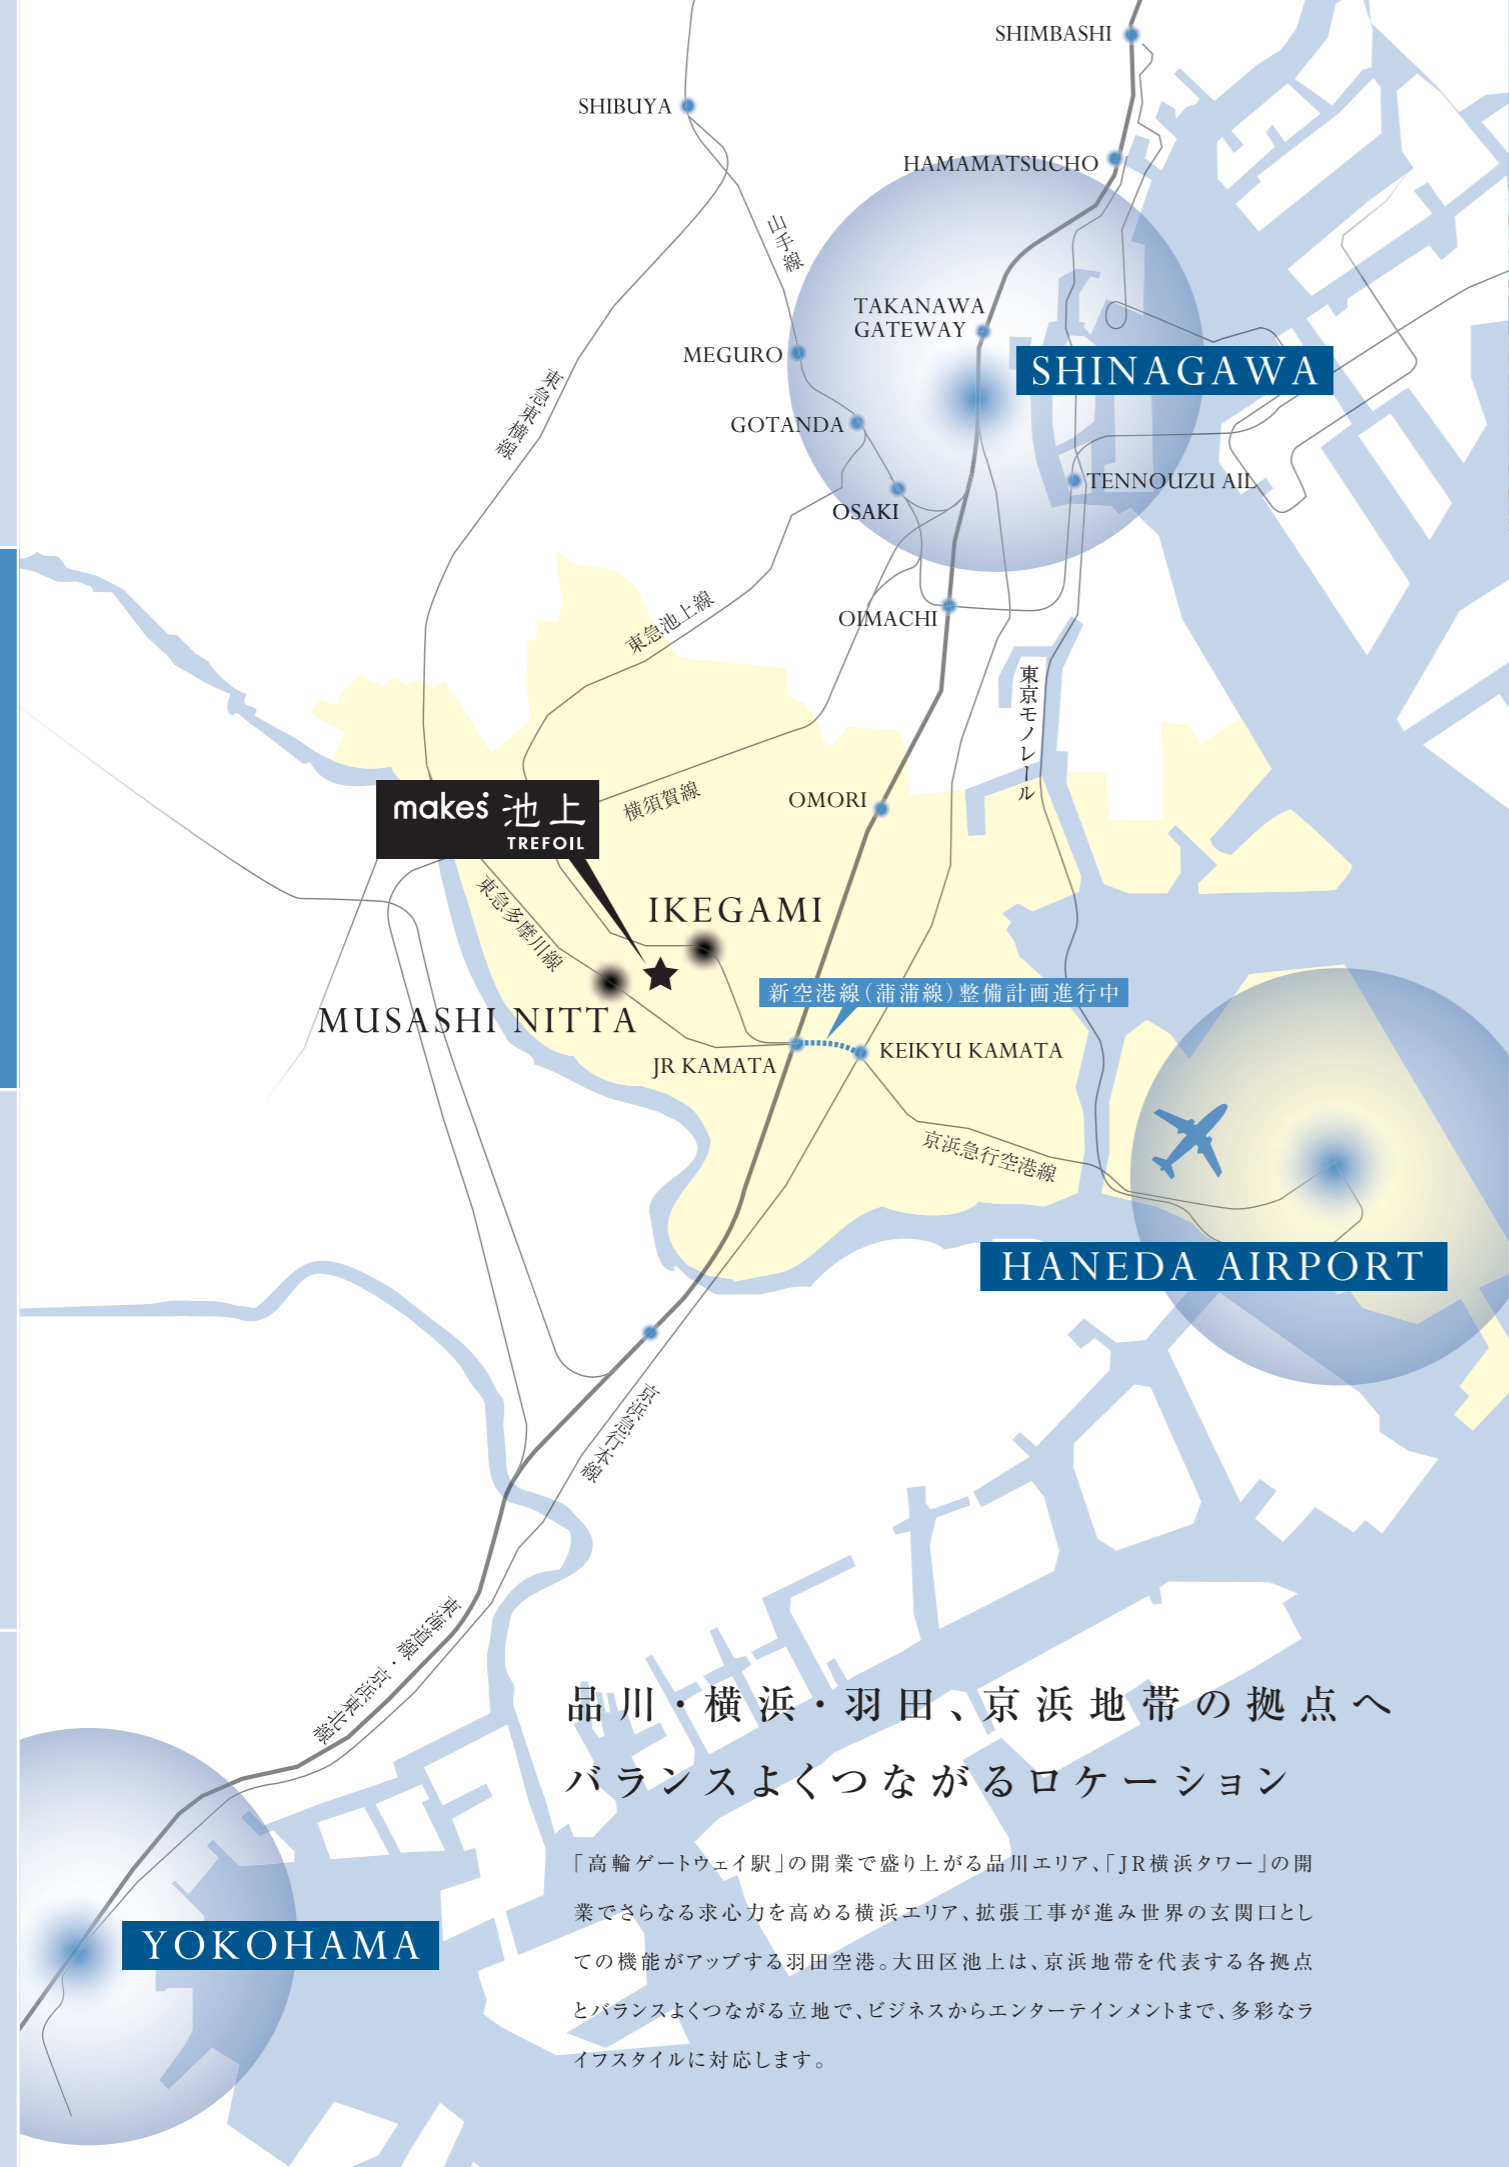 SHIMBASHI
SHIBUYA
HAMAMATSUCHO
山手線
TAKANAWA
GATEWAY
MEGURO
SHINAGAWA
東急東横線
GOTANDA
TENNOUZU AIL
OSAKI
東急池上線
OIMACHI
東京モノレール
横須賀線
OMORI
makes 池上
TREFOIL
東急多摩川線
IKEGAMI
新空港線(蒲蒲線)整備計画進行中
MUSASHI NITTA
JR KAMATA
KEIKYU KAMATA
京浜急行空港線
HANEDA AIRPORT
京浜急行本線
東海道線・京浜東北線
YOKOHAMA
品川・横浜・羽田、京浜地帯の拠点へ
バランスよくつながるロケーション
「高輪ゲートウェイ駅」の開業で盛り上がる品川エリア、「JR横浜タワー」の開
業でさらなる求心力を高める横浜エリア、拡張工事が進み世界の玄関口とし
ての機能がアップする羽田空港。大田区池上は、京浜地帯を代表する各拠点
とバランスよくつながる立地で、ビジネスからエンターテインメントまで、多彩なラ
イフスタイルに対応します。